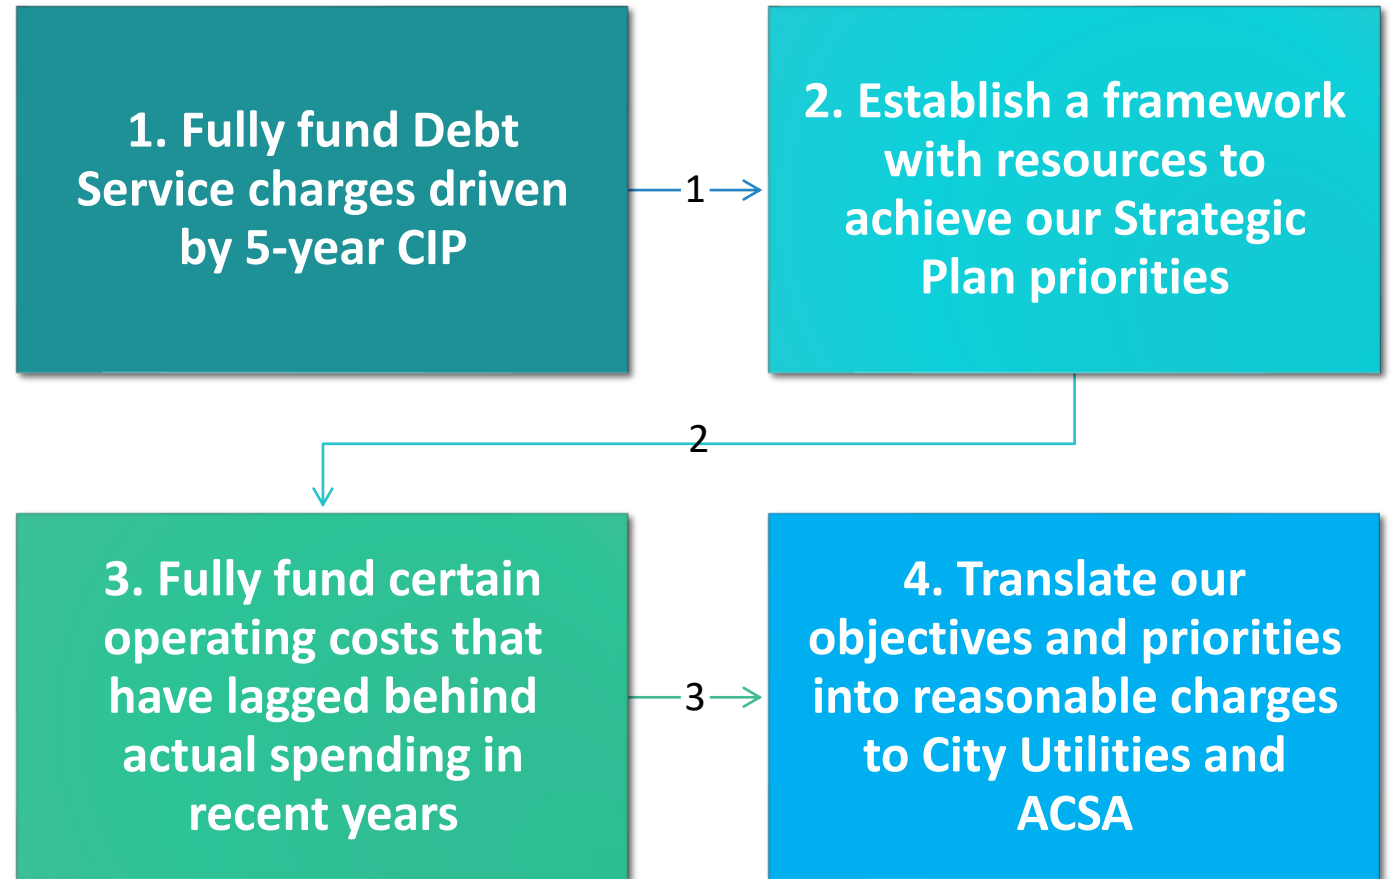 1. Fully fund Debt
Service charges driven
by 5-year CIP
1
2. Establish a framework
with resources to
achieve our Strategic
Plan priorities
2
3. Fully fund certain
operating costs that
have lagged behind
actual spending in
recent years
3
4. Translate our
objectives and priorities
into reasonable charges
to City Utilities and
ACSA